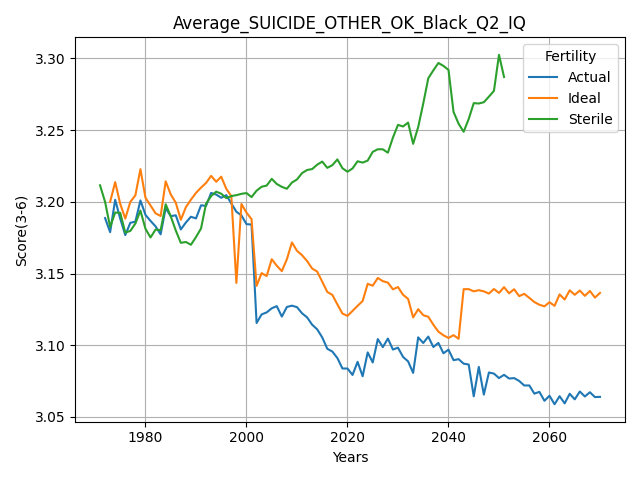 Average_SUICIDE_OTHER_OK_Black_Q2_IQ
Score(3-6)
3.30
3.25
3.20
3.15
3.10
3.05
Fertility
Actual
Ideal
Sterile
1980
2000
2020
2040
2060
Years